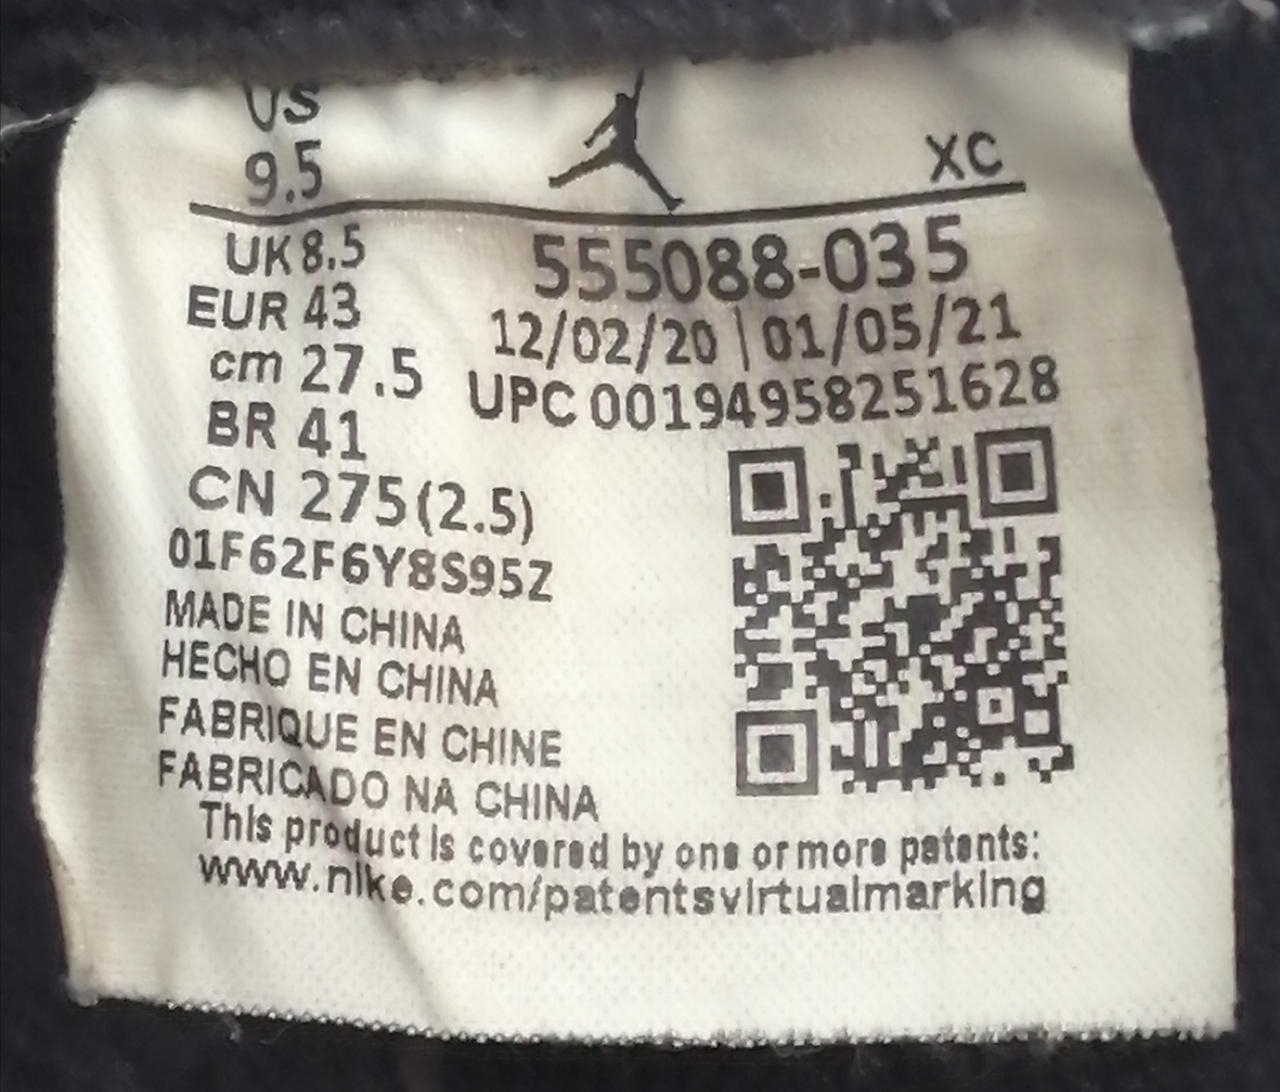 US
9.5
XC
UK 8.5
EUR 43
cm 27.5
BR 41
CN 275(2.5)
555088-035
12/02/20 | 01/05/21
UPC 00194958251628
01F62F6Y8S95Z
MADE IN CHINA
HECHO EN CHINA
FABRIQUE EN CHINE
FABRICADO NA CHINA
This product is covered by one or more patents:
www.nike.com/patentsvirtualmarking